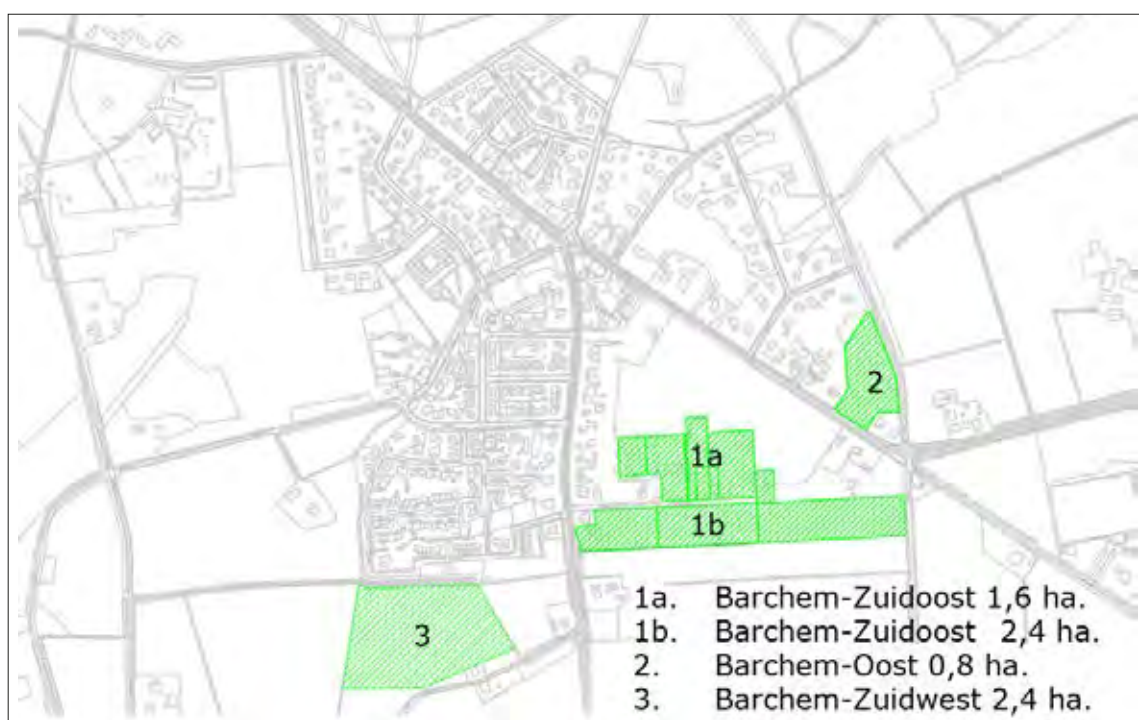 2
1a
1b
3
1a. Barchem-Zuidoost 1,6 ha.
1b. Barchem-Zuidoost 2,4 ha.
2. Barchem-Oost 0,8 ha.
3. Barchem-Zuidwest 2,4 ha.